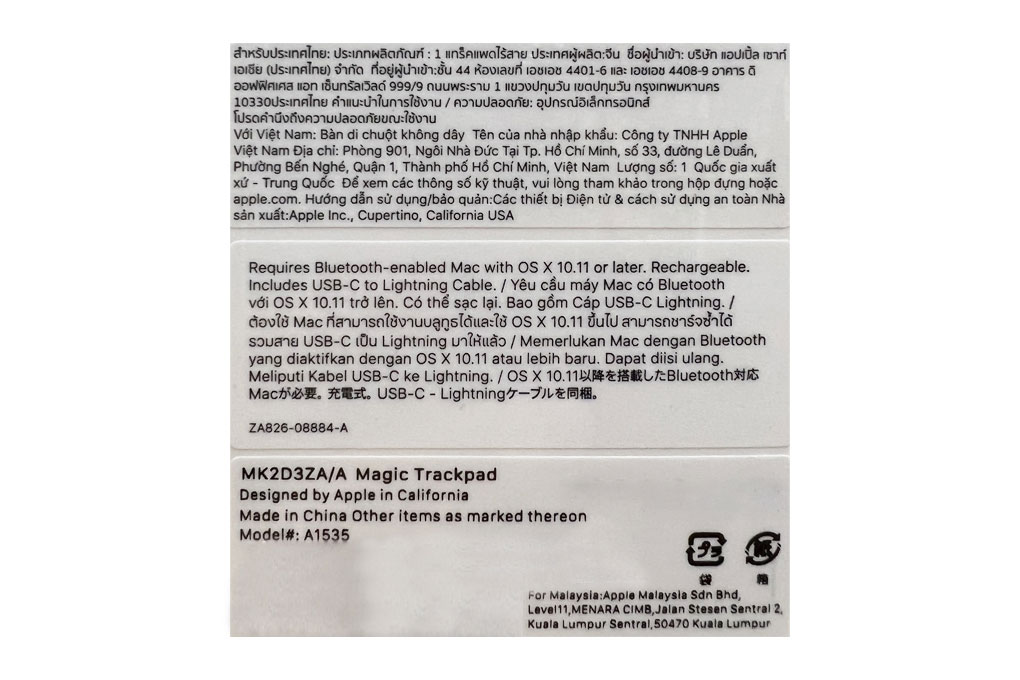 สำหรับประเทศไทย: ประเภทผลิตภัณฑ์ : 1 แทร็คแพดไร้สาย ประเทศผู้ผลิต:จีน ชื่อผู้นำเข้า: บริษัท แอปเปิ้ล เซาท์
เอเชีย (ประเทศไทย) จำกัด ที่อยู่ผู้นำเข้า:ชั้น 44 ห้องเลขที่ เอชเอช 4401-6 และ เอชเอช 4408-9 อาคาร ดิ
ออฟฟิศเศส แอท เซ็นทรัลเวิลด์ 999/9 ถนนพระราม 1 แขวงปทุมวัน เขตปทุมวัน กรุงเทพมหานคร
10330ประเทศไทย คำแนะนำในการใช้งาน / ความปลอดภัย: อุปกรณ์อิเล็กทรอนิกส์
โปรดคำนึงถึงความปลอดภัยขณะใช้งาน
Với Việt Nam: Bàn di chuột không dây Tên của nhà nhập khẩu: Công ty TNHH Apple
Việt Nam Địa chỉ: Phòng 901, Ngôi Nhà Đức Tại Tp. Hồ Chí Minh, số 33, đường Lê Duẩn,
Phường Bến Nghé, Quận 1, Thành phố Hồ Chí Minh, Việt Nam Lượng số: 1 Quốc gia xuất
xứ - Trung Quốc Để xem các thông số kỹ thuật, vui lòng tham khảo trong hộp đựng hoặc
apple.com. Hướng dẫn sử dụng/bảo quản:Các thiết bị Điện tử & cách sử dụng an toàn Nhà
sản xuất:Apple Inc., Cupertino, California USA
Requires Bluetooth-enabled Mac with OS X 10.11 or later. Rechargeable.
Includes USB-C to Lightning Cable. / Yêu cầu máy Mac có Bluetooth
với OS X 10.11 trở lên. Có thể sạc lại. Bao gồm Cáp USB-C Lightning. /
ต้องใช้ Mac ที่สามารถใช้งานบลูทูธได้และใช้ OS X 10.11 ขึ้นไป สามารถชาร์จซ้ำได้
รวมสาย USB-C เป็น Lightning มาให้แล้ว / Memerlukan Mac dengan Bluetooth
yang diaktifkan dengan OS X 10.11 atau lebih baru. Dapat diisi ulang.
Meliputi Kabel USB-C ke Lightning. / OS X 10.11以降を搭載したBluetooth対応
Macが必要。充電式。USB-C - Lightningケーブルを同梱。
ZA826-08884-A
MK2D3ZA/A Magic Trackpad
Designed by Apple in California
Made in China Other items as marked thereon
Model#: A1535
プラ 紙
袋 箱
For Malaysia:Apple Malaysia Sdn Bhd,
Level11,MENARA CIMB,Jalan Stesen Sentral 2,
Kuala Lumpur Sentral,50470 Kuala Lumpur